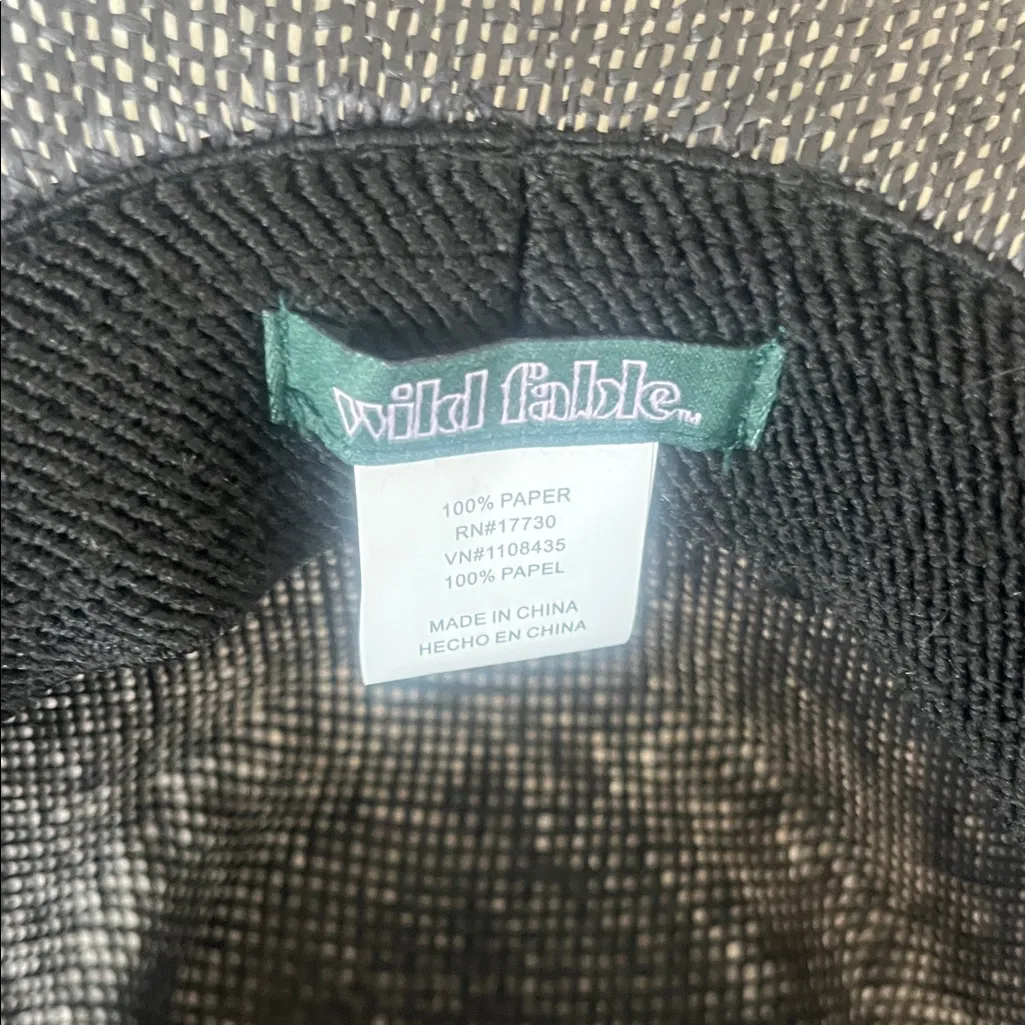 wild fable™
100% PAPER
RN#17730
VN#1108435
100% PAPEL
MADE IN CHINA
HECHO EN CHINA